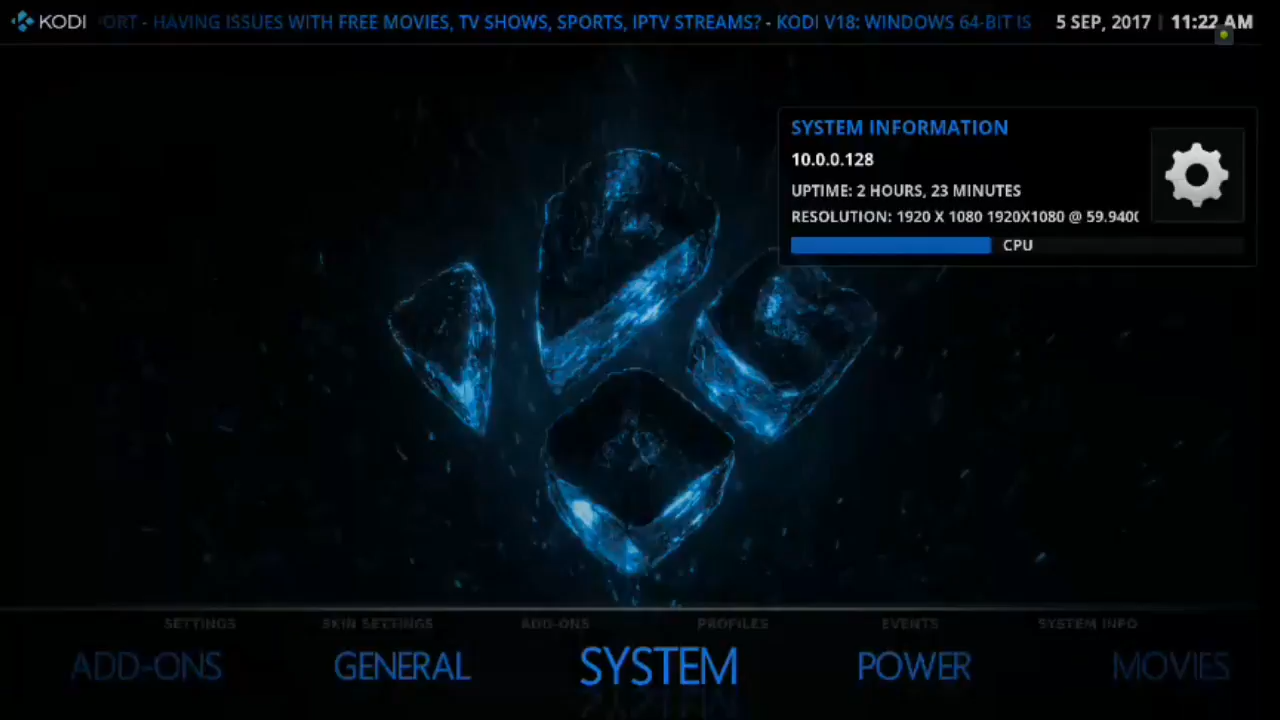 KODI
ORT - HAVING ISSUES WITH FREE MOVIES, TV SHOWS, SPORTS, IPTV STREAMS? - KODI V18: WINDOWS 64-BIT IS
5 SEP, 2017 | 11:22 AM
SYSTEM INFORMATION
10.0.0.128
UPTIME: 2 HOURS, 23 MINUTES
RESOLUTION: 1920 X 1080 1920X1080 @ 59.940
CPU
SETTINGS SKIN SETTINGS ADD-ONS PROFILES EVENTS SYSTEM INFO
ADD-ONS GENERAL SYSTEM POWER MOVIES